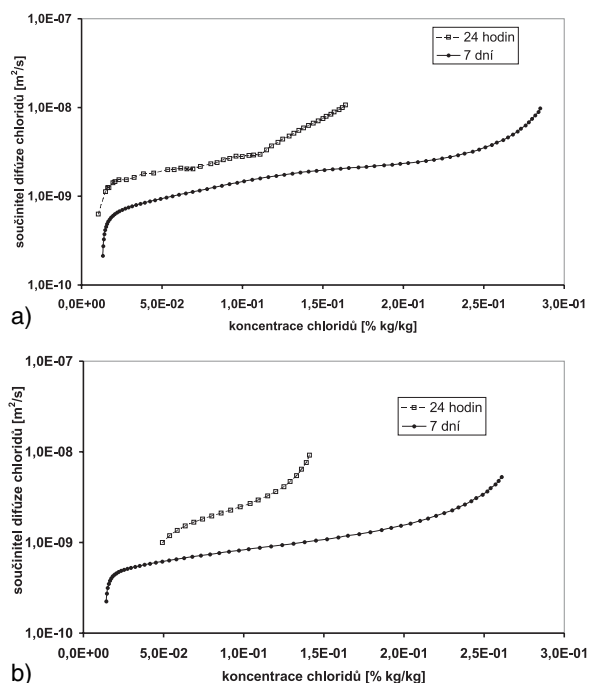 1,0E-07
24 hodin
7 dní
1,0E-08
1,0E-09
1,0E-10
součinitel difúze chloridů [m²/s]
0,0E+00 5,0E-02 1,0E-01 1,5E-01 2,0E-01 2,5E-01 3,0E-01
a)
koncentrace chloridů [% kg/kg]
1,0E-07
24 hodin
7 dní
1,0E-08
1,0E-09
1,0E-10
součinitel difúze chloridů [m²/s]
0,0E+00 5,0E-02 1,0E-01 1,5E-01 2,0E-01 2,5E-01 3,0E-01
b)
koncentrace chloridů [% kg/kg]